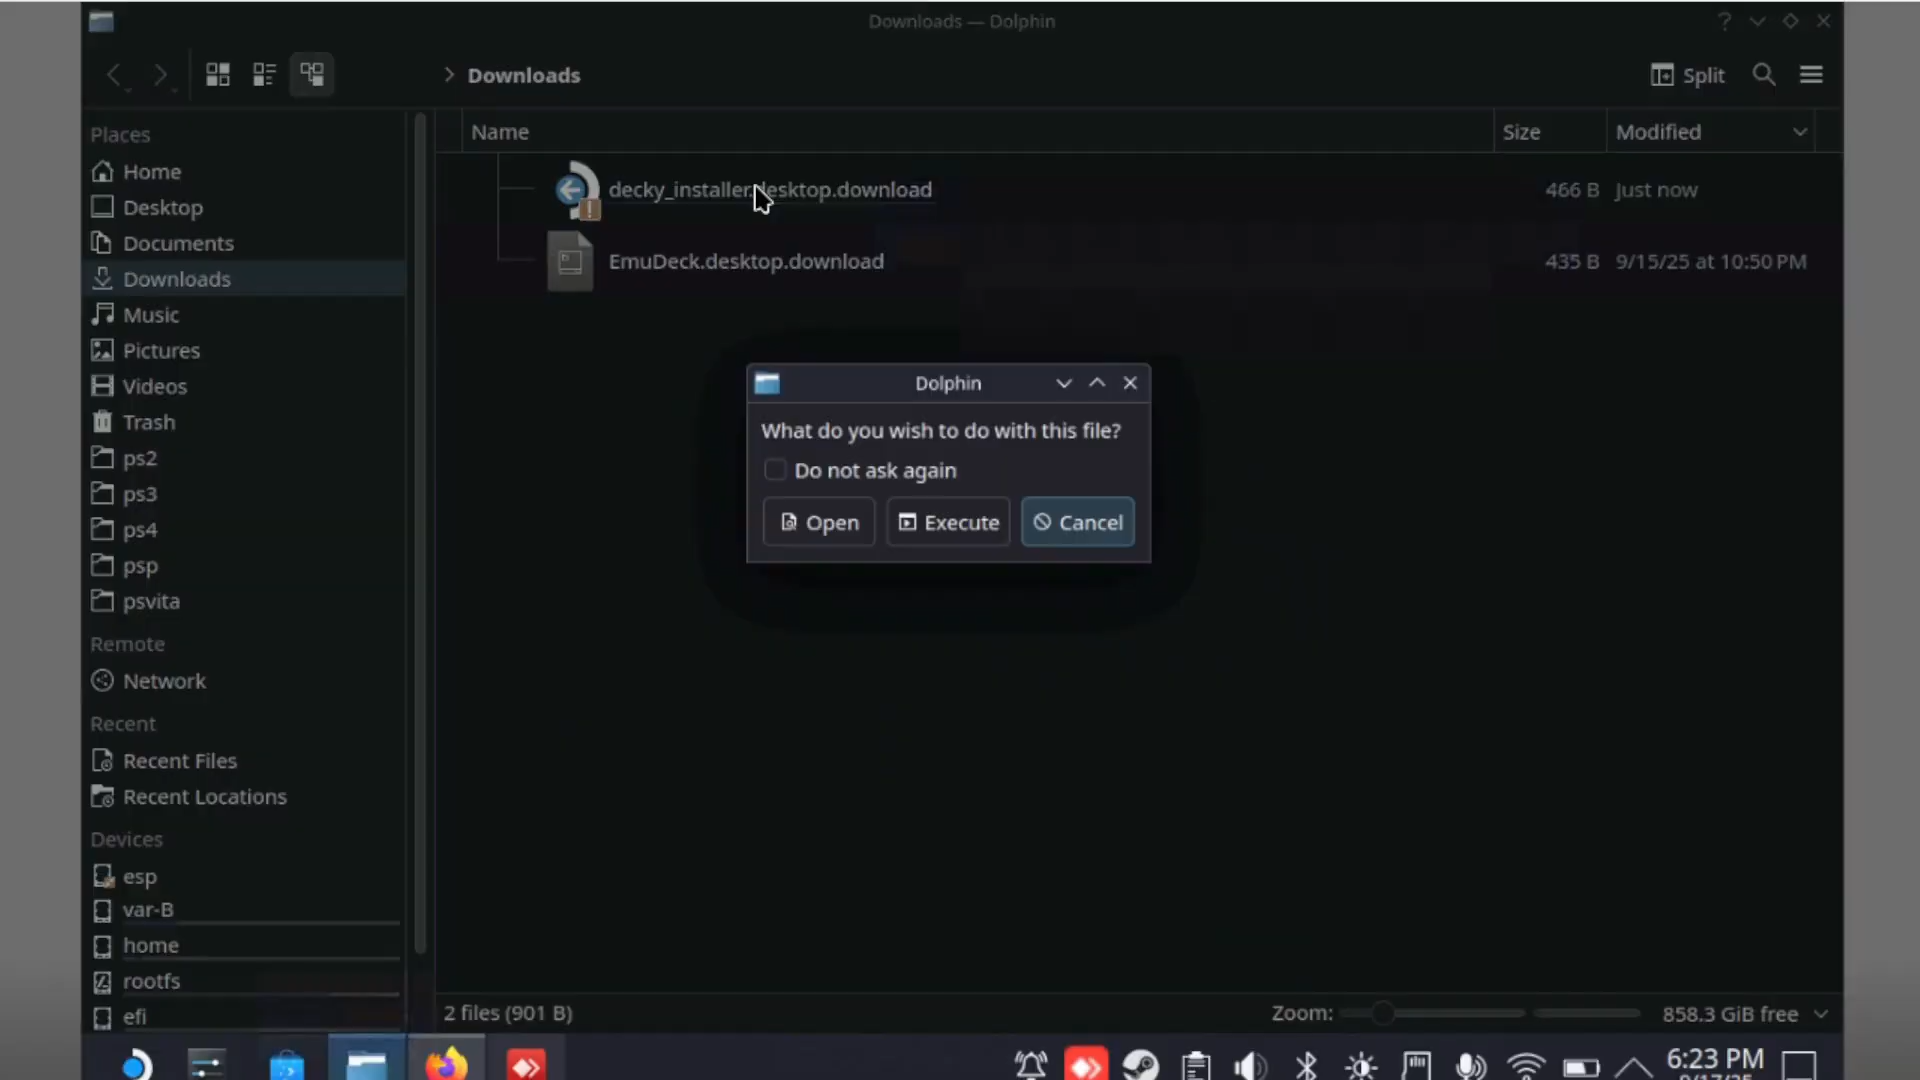 Downloads — Dolphin
Downloads
Split
Places
Home
Desktop
Documents
Downloads
Music
Pictures
Videos
Trash
ps2
ps3
ps4
psp
psvita
Remote
Network
Recent
Recent Files
Recent Locations
Devices
esp
var-B
home
rootfs
efi
Name Size Modified
decky_installer.desktop.download 466 B Just now
EmuDeck.desktop.download 435 B 9/15/25 at 10:50 PM
Dolphin
What do you wish to do with this file?
Do not ask again
Open Execute Cancel
2 files (901 B) Zoom: 858.3 GiB free
6:23 PM